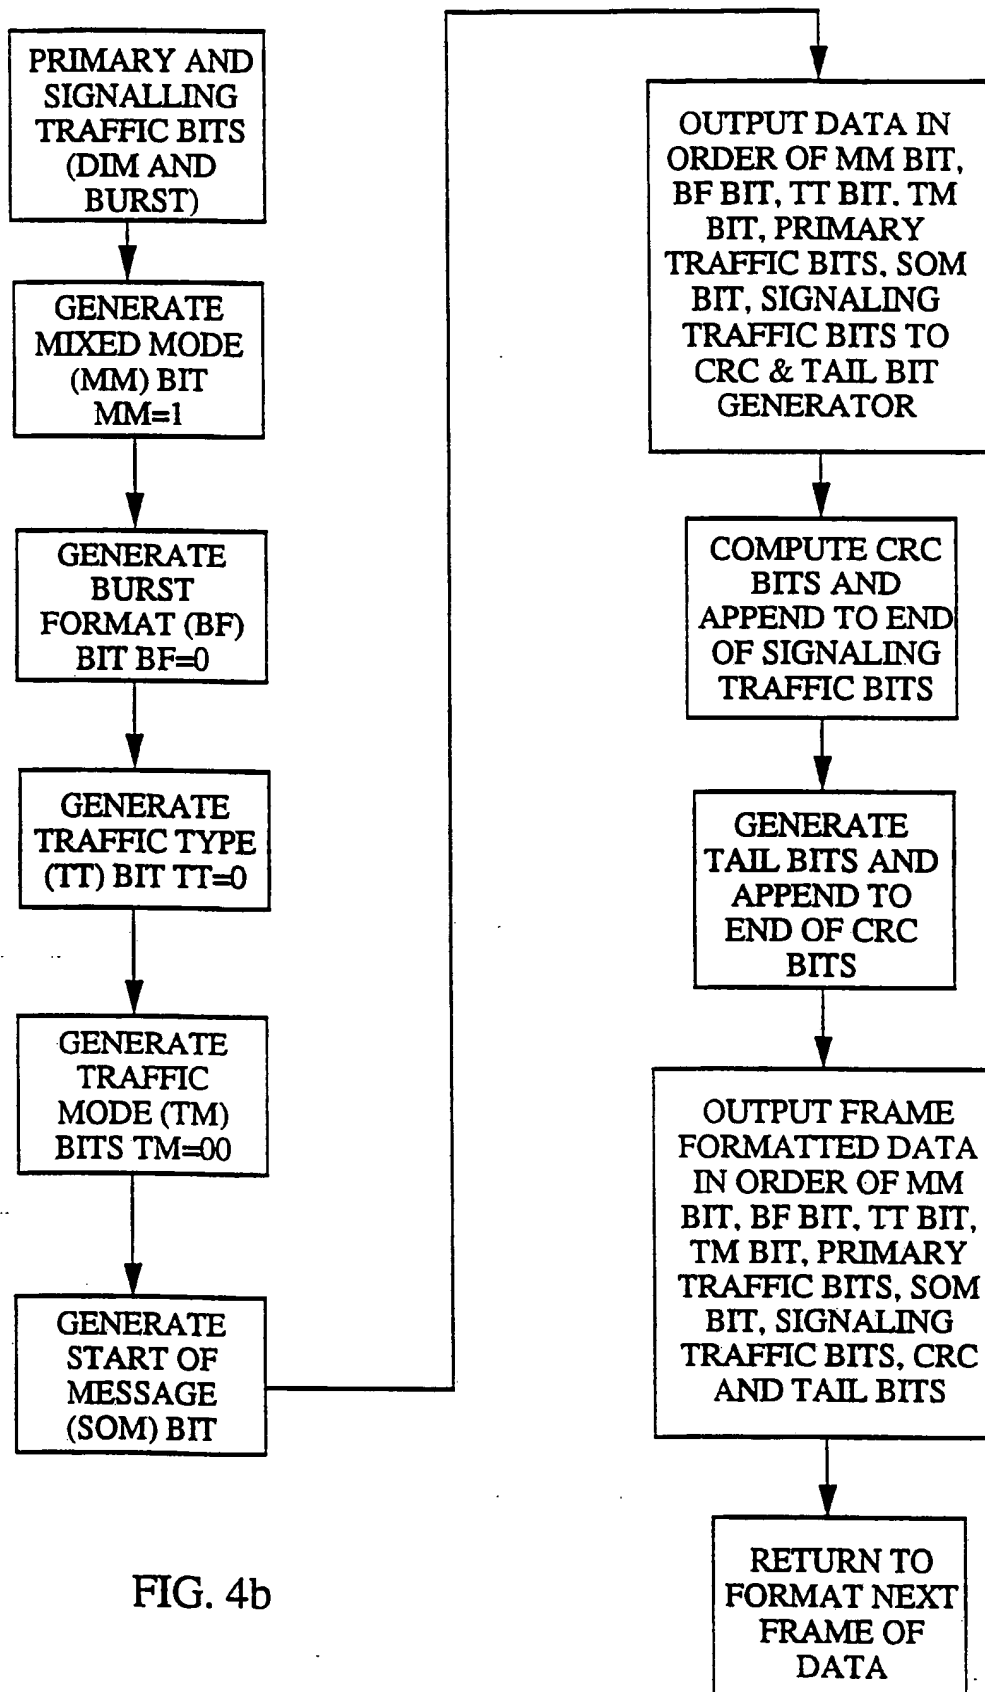 PRIMARY AND
SIGNALLING
TRAFFIC BITS
(DIM AND
BURST)
GENERATE
MIXED MODE
(MM) BIT
MM=1
GENERATE
BURST
FORMAT (BF)
BIT BF=0
GENERATE
TRAFFIC TYPE
(TT) BIT TT=0
GENERATE
TRAFFIC
MODE (TM)
BITS TM=00
GENERATE
START OF
MESSAGE
(SOM) BIT
OUTPUT DATA IN
ORDER OF MM BIT,
BF BIT, TT BIT. TM
BIT, PRIMARY
TRAFFIC BITS, SOM
BIT, SIGNALING
TRAFFIC BITS TO
CRC & TAIL BIT
GENERATOR
COMPUTE CRC
BITS AND
APPEND TO END
OF SIGNALING
TRAFFIC BITS
GENERATE
TAIL BITS AND
APPEND TO
END OF CRC
BITS
OUTPUT FRAME
FORMATTED DATA
IN ORDER OF MM
BIT, BF BIT, TT BIT,
TM BIT, PRIMARY
TRAFFIC BITS, SOM
BIT, SIGNALING
TRAFFIC BITS, CRC
AND TAIL BITS
RETURN TO
FORMAT NEXT
FRAME OF
DATA
FIG. 4b